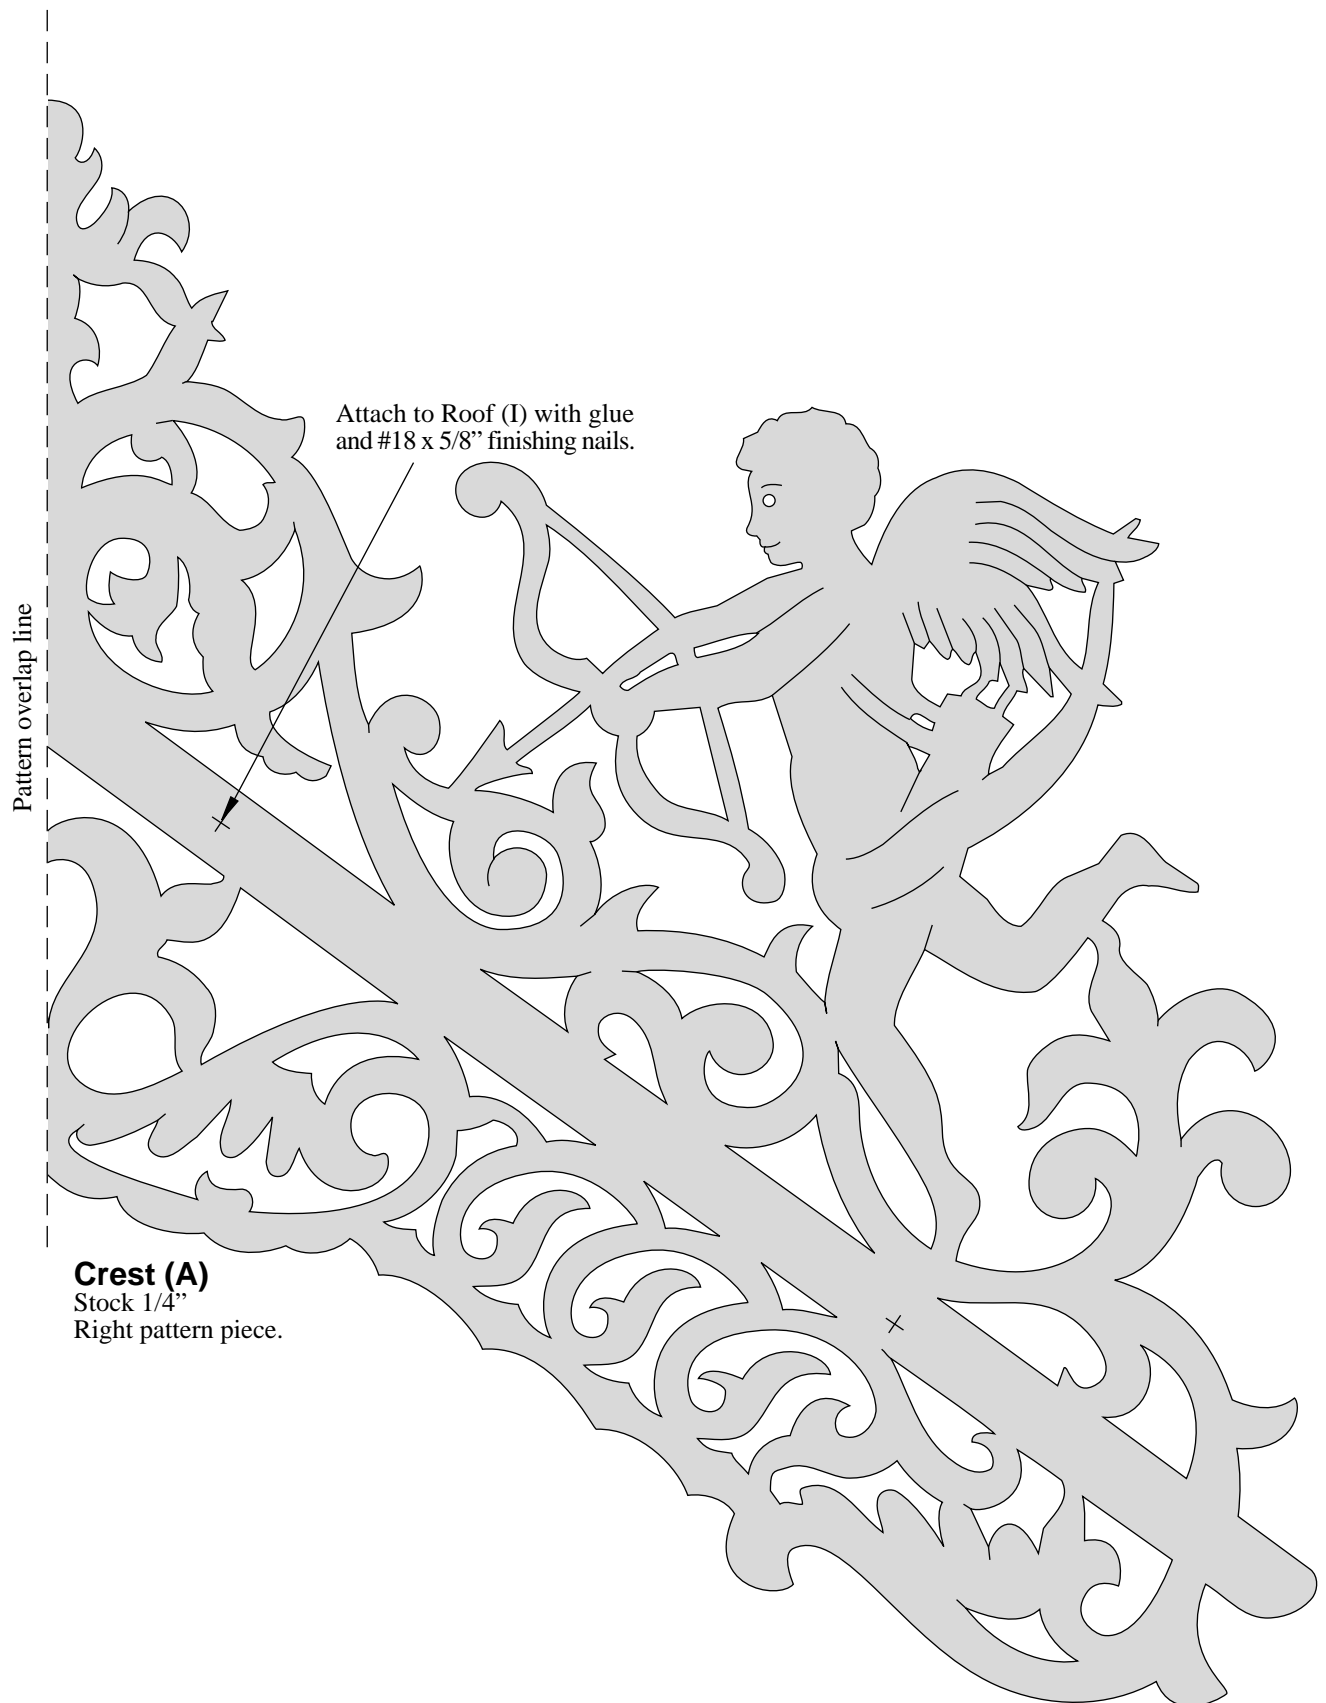 Attach to Roof (I) with glue
and #18 x 5/8” finishing nails.
Pattern overlap line
Crest (A)
Stock 1/4”
Right pattern piece.